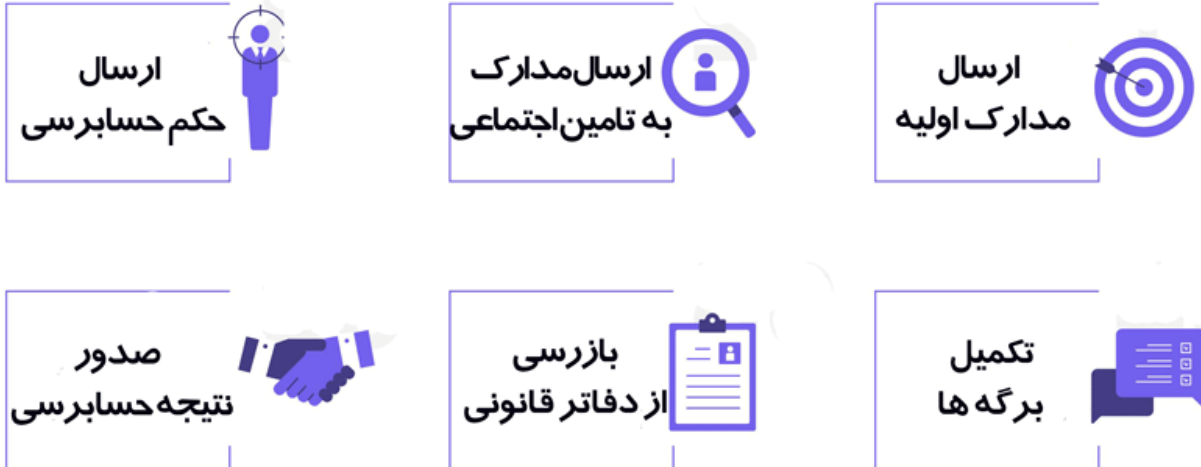 ارسال
مدارک اولیه
ارسال مدارک
به تامین اجتماعی
ارسال
حکم حسابرسی
تکمیل
برگه ها
بازرسی
از دفاتر قانونی
صدور
نتیجه حسابرسی